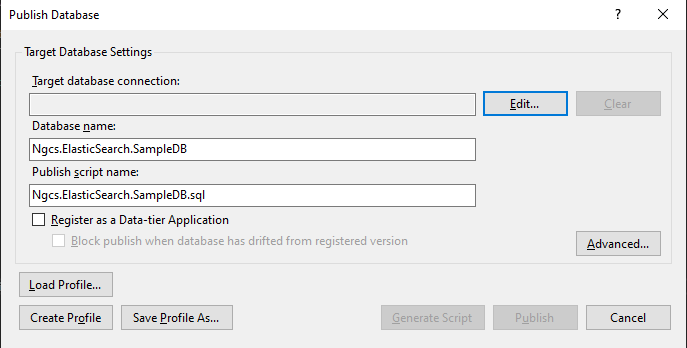 Publish Database
?
Target Database Settings
Target database connection:
Edit...
Clear
Database name:
Ngcs.ElasticSearch.SampleDB
Publish script name:
Ngcs.ElasticSearch.SampleDB.sql
Register as a Data-tier Application
Block publish when database has drifted from registered version
Advanced...
Load Profile...
Create Profile
Save Profile As...
Generate Script
Publish
Cancel